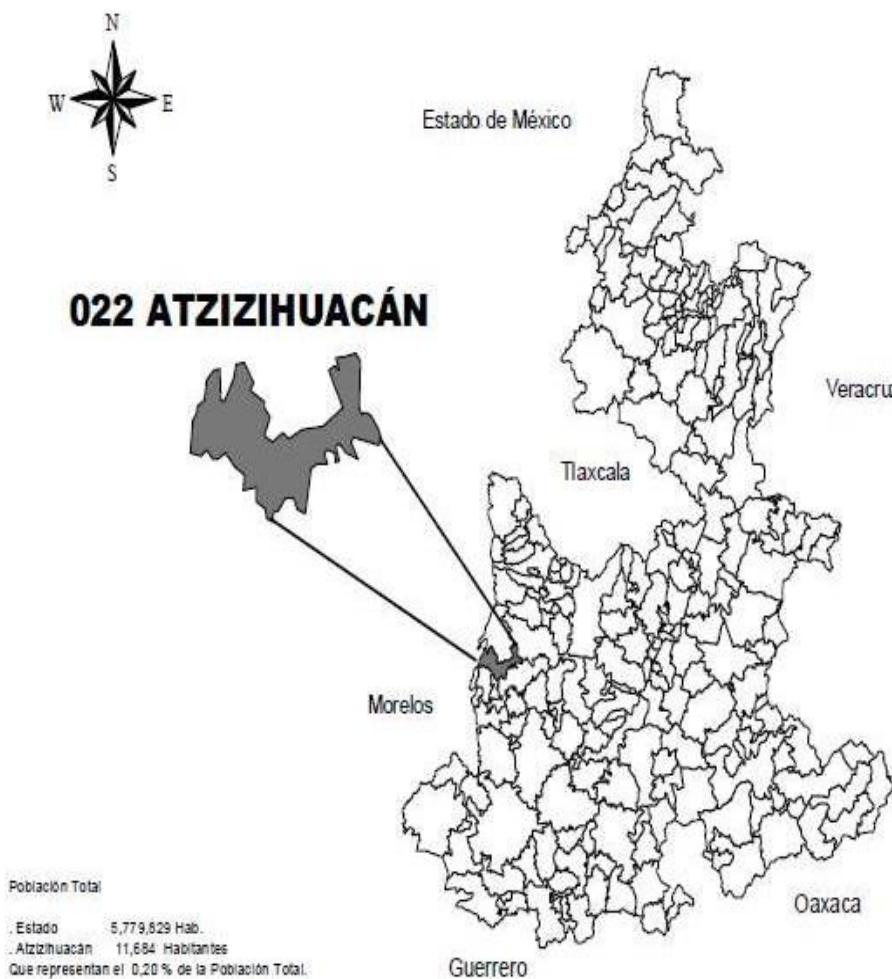 N
W E
S
Estado de México
022 ATZIZIHUACÁN
Veracru
Tlaxcala
Morelos
Población Total
. Estado 5,779,829 Hab.
. Atzizihuacán 11,684 Habitantes
Que representan el 0,20 % de la Población Total.
Oaxaca
Guerrero